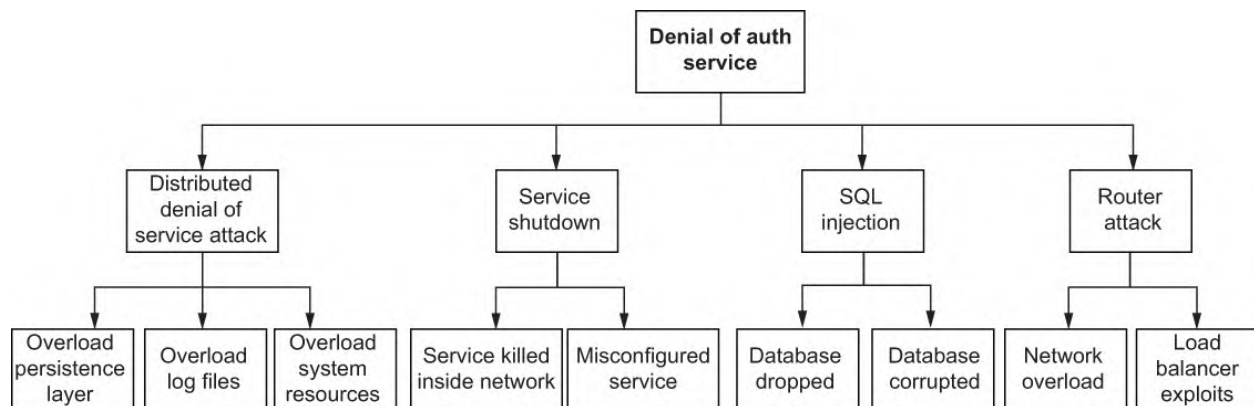 Denial of auth
service
Distributed
denial of
service attack
Service
shutdown
SQL
injection
Router
attack
Overload
persistence
layer
Overload
log files
Overload
system
resources
Service killed
inside network
Misconfigured
service
Database
dropped
Database
corrupted
Network
overload
Load
balancer
exploits